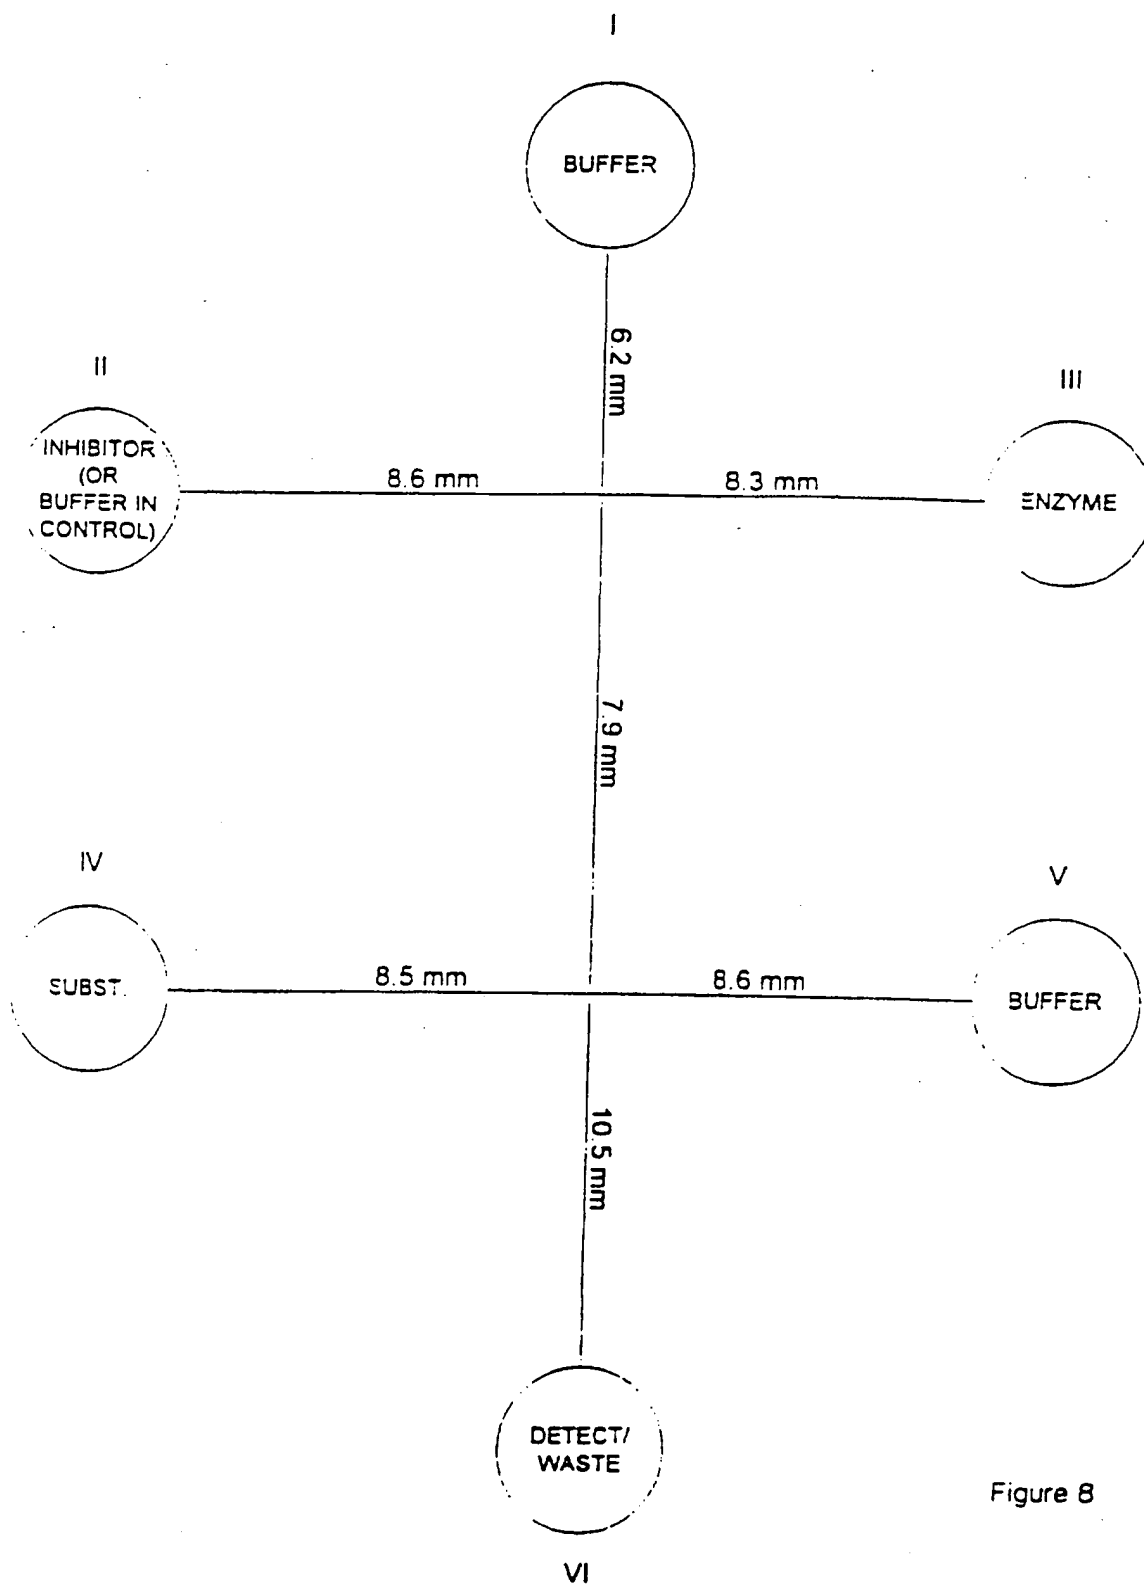 I
BUFFER
6.2 mm
II
III
INHIBITOR
(OR
BUFFER IN
CONTROL)
8.6 mm
8.3 mm
ENZYME
7.9 mm
IV
V
SUBST.
8.5 mm
8.6 mm
BUFFER
10.5 mm
DETECT/
WASTE
Figure 8
VI